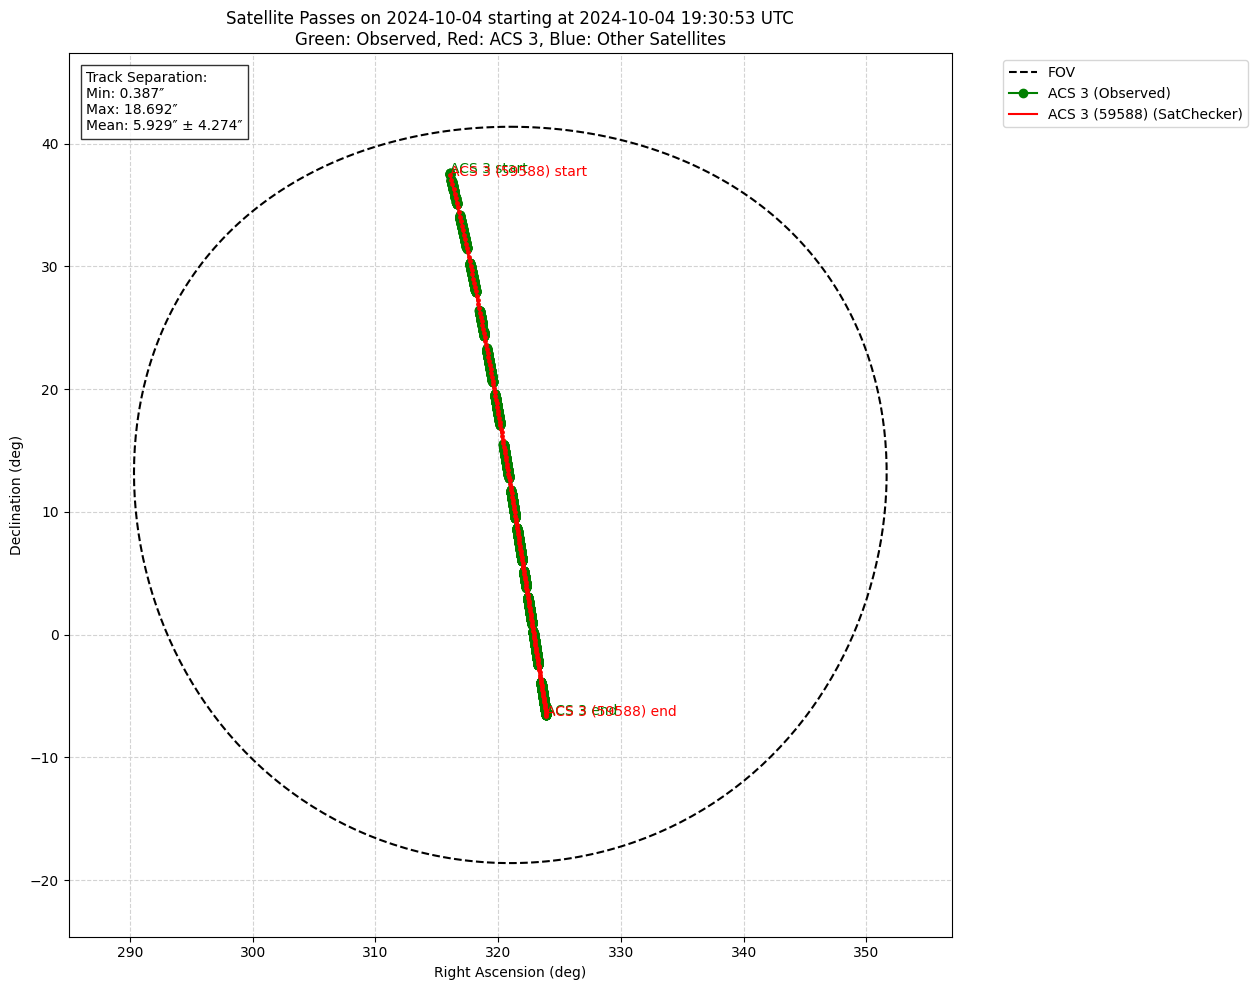 Satellite Passes on 2024-10-04 starting at 2024-10-04 19:30:53 UTC
Green: Observed, Red: ACS 3, Blue: Other Satellites
Track Separation:
Min: 0.387″
Max: 18.692″
Mean: 5.929″ ± 4.274″
FOV
ACS 3 (Observed)
ACS 3 (59588) (SatChecker)
ACS 3 start
ACS 3 (59588) start
ACS 3 end
ACS 3 (59588) end
40
30
20
10
0
−10
−20
Declination (deg)
290 300 310 320 330 340 350
Right Ascension (deg)